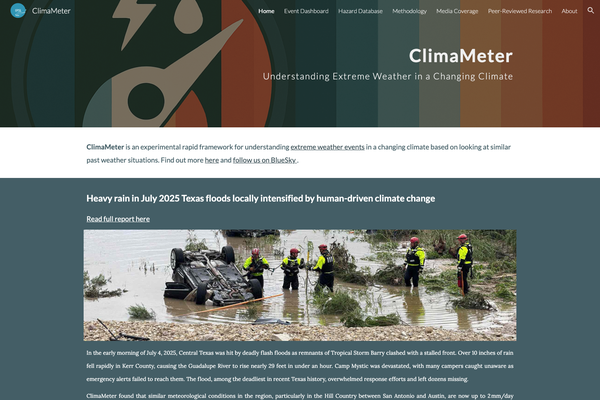 ClimaMeter
Home Event Dashboard Hazard Database Methodology Media Coverage Peer-Reviewed Research About
ClimaMeter
Understanding Extreme Weather in a Changing Climate
ClimaMeter is an experimental rapid framework for understanding extreme weather events in a changing climate based on looking at similar
past weather situations. Find out more here and follow us on BlueSky .
Heavy rain in July 2025 Texas floods locally intensified by human-driven climate change
Read full report here
In the early morning of July 4, 2025, Central Texas was hit by deadly flash floods as remnants of Tropical Storm Barry clashed with a stalled front. Over 10 inches of rain
fell rapidly in Kerr County, causing the Guadalupe River to rise nearly 29 feet in under an hour. Camp Mystic was devastated, with many campers caught unaware as
emergency alerts failed to reach them. The flood, among the deadliest in recent Texas history, overwhelmed response efforts and left dozens missing.
ClimaMeter found that similar meteorological conditions in the region, particularly in the Hill Country between San Antonio and Austin, are now up to 2 mm/day